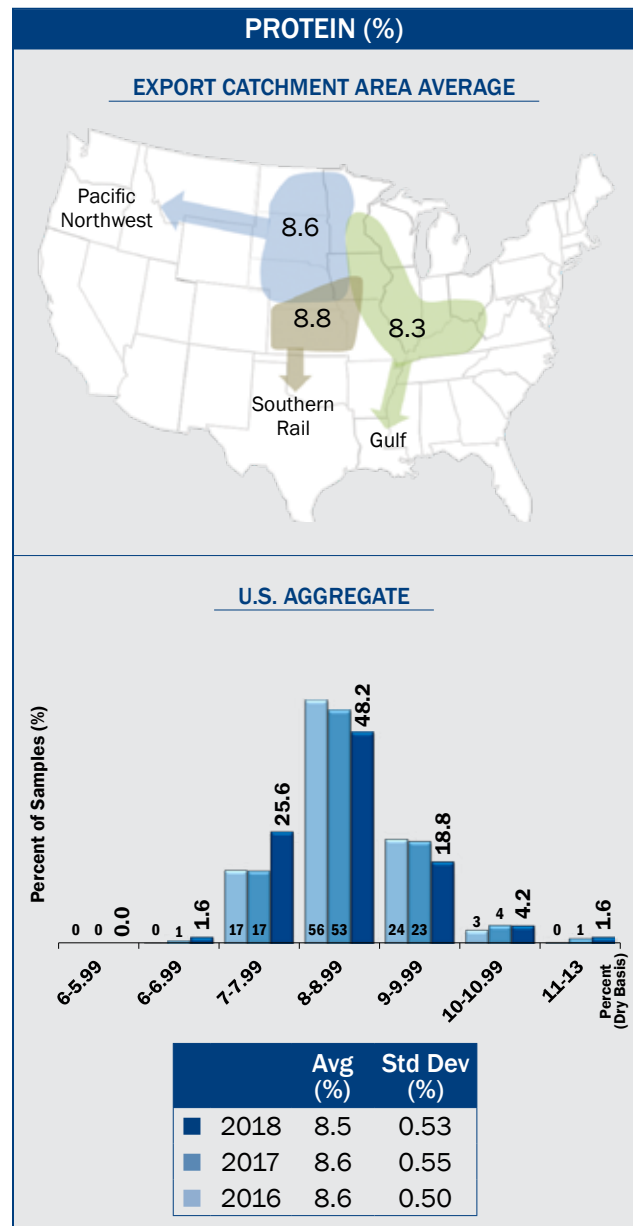 PROTEIN (%)
EXPORT CATCHMENT AREA AVERAGE
Pacific
Northwest
8.6
8.8
8.3
Southern
Rail
Gulf
U.S. AGGREGATE
Percent of Samples (%)
0 0 0.0
0 1 1.6
17 17 25.6
56 53 48.2
24 23 18.8
3 4 4.2
0 1 1.6
6-5.99 6-6.99 7-7.99 8-8.99 9-9.99 10-10.99 11-13
Percent
(Dry Basis)
Avg Std Dev
(%) (%)
2018 8.5 0.53
2017 8.6 0.55
2016 8.6 0.50